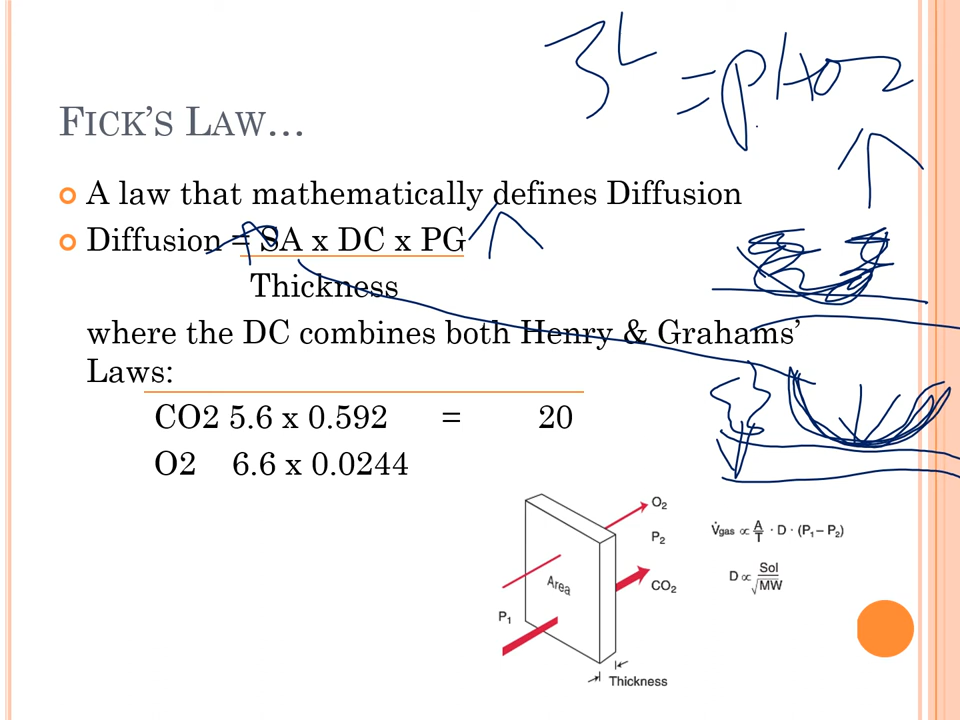 3L
= pHO2
FICK'S LAW…
A law that mathematically defines Diffusion
Diffusion = SA x DC x PG
Thickness
where the DC combines both Henry & Grahams'
Laws:
CO2 5.6 x 0.592 = 20
O2 6.6 x 0.0244
O₂
P₂
Area
CO₂
P₁
Thickness
V̇gas ∝ A/T · D · (P₁ – P₂)
D ∝ Sol/√MW